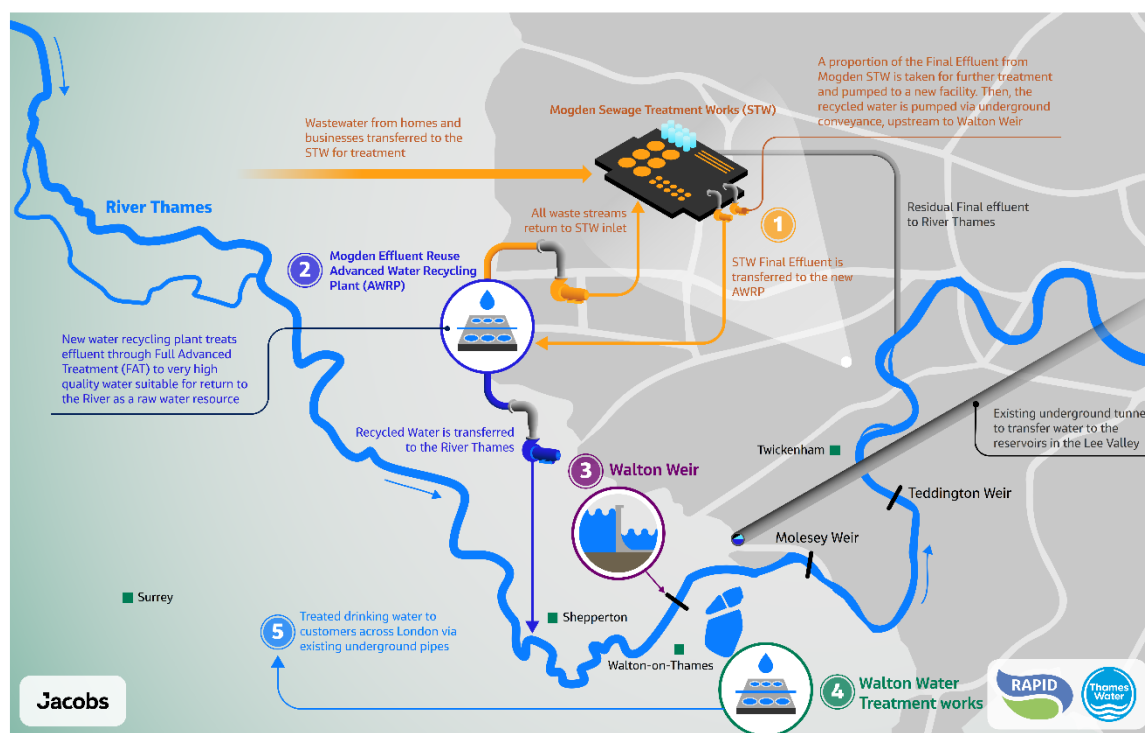 A proportion of the Final Effluent from
Mogden STW is taken for further treatment
and pumped to a new facility. Then, the
recycled water is pumped via underground
conveyance, upstream to Walton Weir
Mogden Sewage Treatment Works (STW)
Wastewater from homes and
businesses transferred to the
STW for treatment
River Thames
All waste streams
return to STW inlet
1
Residual Final effluent
to River Thames
STW Final Effluent is
transferred to the new
AWRP
2
Mogden Effluent Reuse
Advanced Water Recycling
Plant (AWRP)
New water recycling plant treats
effluent through Full Advanced
Treatment (FAT) to very high
quality water suitable for return to
the River as a raw water resource
Recycled Water is transferred
to the River Thames
Existing underground tunne
to transfer water to the
reservoirs in the Lee Valley
Twickenham
3
Walton Weir
Teddington Weir
Molesey Weir
Surrey
Shepperton
5
Treated drinking water to
customers across London via
existing underground pipes
Walton-on-Thames
4
Walton Water
Treatment works
Jacobs
RAPID
Thames
Water